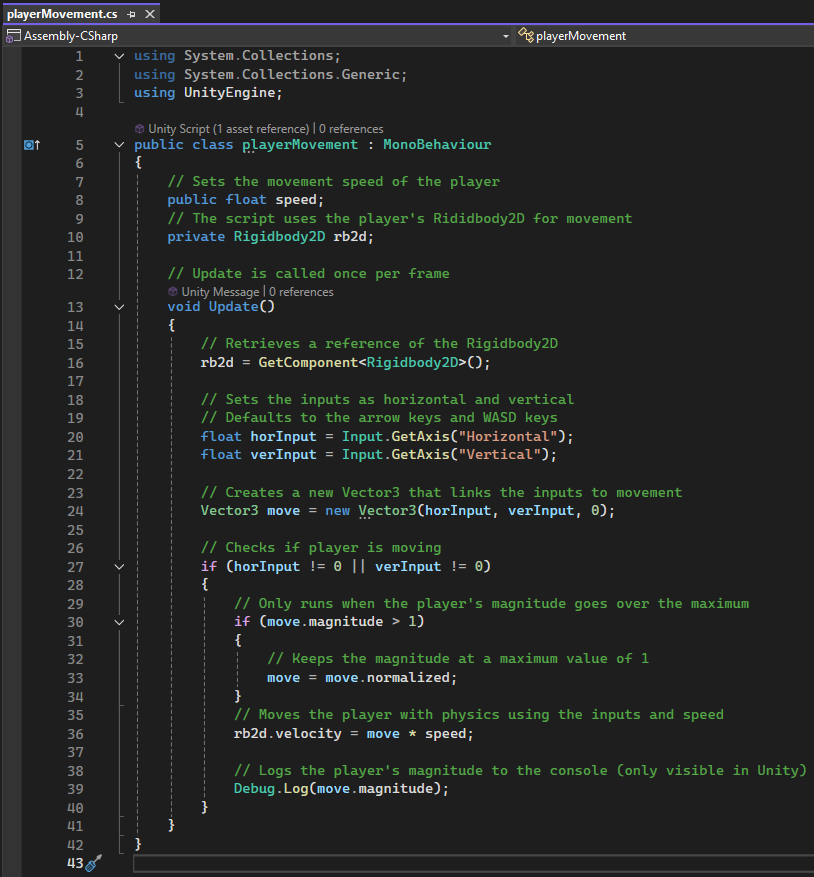 playerMovement.cs
Assembly-CSharp playerMovement
1 using System.Collections;
2 using System.Collections.Generic;
3 using UnityEngine;
4
Unity Script (1 asset reference) | 0 references
5 public class playerMovement : MonoBehaviour
6 {
7 // Sets the movement speed of the player
8 public float speed;
9 // The script uses the player's Rididbody2D for movement
10 private Rigidbody2D rb2d;
11
12 // Update is called once per frame
Unity Message | 0 references
13 void Update()
14 {
15 // Retrieves a reference of the Rigidbody2D
16 rb2d = GetComponent<Rigidbody2D>();
17
18 // Sets the inputs as horizontal and vertical
19 // Defaults to the arrow keys and WASD keys
20 float horInput = Input.GetAxis("Horizontal");
21 float verInput = Input.GetAxis("Vertical");
22
23 // Creates a new Vector3 that links the inputs to movement
24 Vector3 move = new Vector3(horInput, verInput, 0);
25
26 // Checks if player is moving
27 if (horInput != 0 || verInput != 0)
28 {
29 // Only runs when the player's magnitude goes over the maximum
30 if (move.magnitude > 1)
31 {
32 // Keeps the magnitude at a maximum value of 1
33 move = move.normalized;
34 }
35 // Moves the player with physics using the inputs and speed
36 rb2d.velocity = move * speed;
37
38 // Logs the player's magnitude to the console (only visible in Unity)
39 Debug.Log(move.magnitude);
40 }
41 }
42 }
43